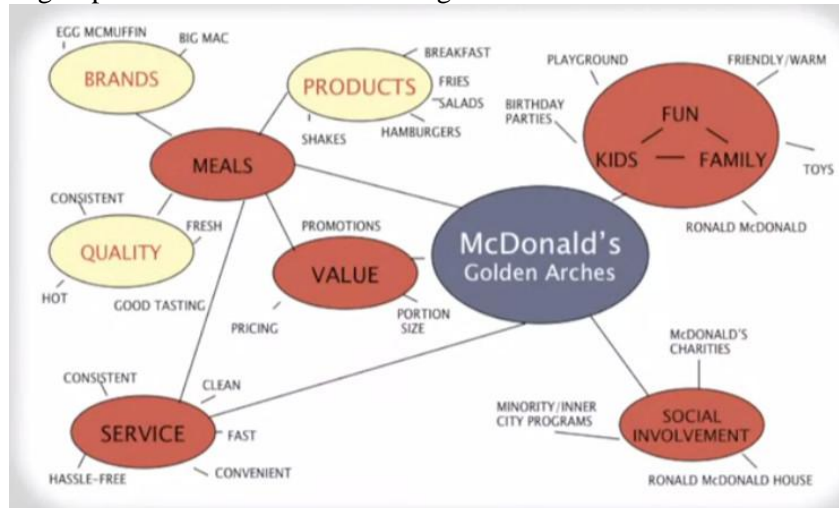 EGG MCMUFFIN
BIG MAC
BRANDS
PRODUCTS
BREAKFAST
FRIES
SALADS
HAMBURGERS
SHAKES
PLAYGROUND
FRIENDLY/WARM
BIRTHDAY
PARTIES
FUN
KIDS
FAMILY
TOYS
RONALD McDONALD
MEALS
CONSISTENT
FRESH
QUALITY
HOT
GOOD TASTING
PROMOTIONS
VALUE
PRICING
PORTION
SIZE
McDonald's
Golden Arches
CONSISTENT
CLEAN
SERVICE
FAST
HASSLE-FREE
CONVENIENT
McDONALD'S
CHARITIES
MINORITY/INNER
CITY PROGRAMS
SOCIAL
INVOLVEMENT
RONALD McDONALD HOUSE